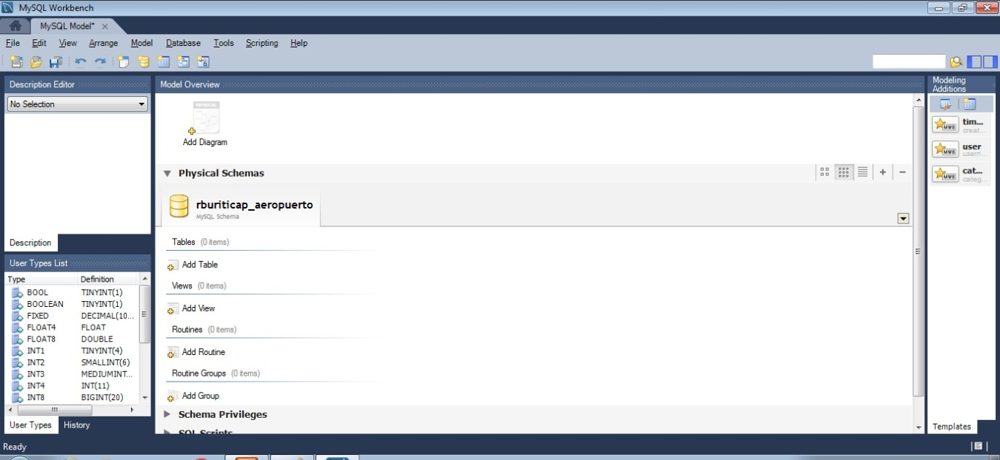 MySQL Workbench
MySQL Model*
File Edit View Arrange Model Database Tools Scripting Help
Description Editor
No Selection
Description
User Types List
Type Definition
BOOL TINYINT(1)
BOOLEAN TINYINT(1)
FIXED DECIMAL(10...
FLOAT4 FLOAT
FLOAT8 DOUBLE
INT1 TINYINT(4)
INT2 SMALLINT(6)
INT3 MEDIUMINT...
INT4 INT(11)
INT8 BIGINT(20)
User Types History
Model Overview
PHYSICAL
Add Diagram
Physical Schemas
rburiticap_aeropuerto
MySQL Schema
Tables (0 items)
Add Table
Views (0 items)
Add View
Routines (0 items)
Add Routine
Routine Groups (0 items)
Add Group
Schema Privileges
SQL Scripts
Modeling
Additions
MWB tim...
creat...
MWB user
usern...
MWB cat...
categ...
Templates
Ready